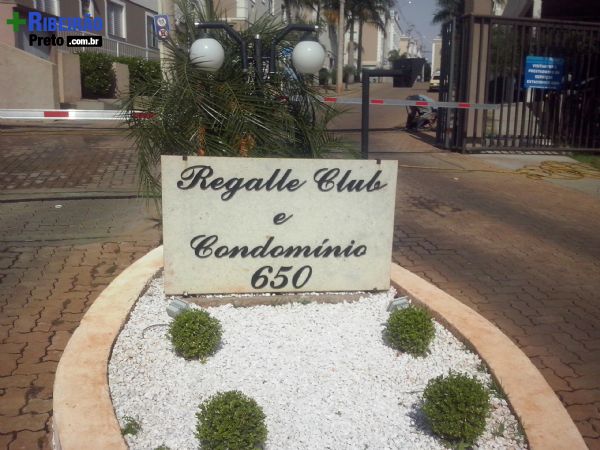 +RIBEIRÃO
Preto.com.br
Regalle Club
e
Condomínio
650